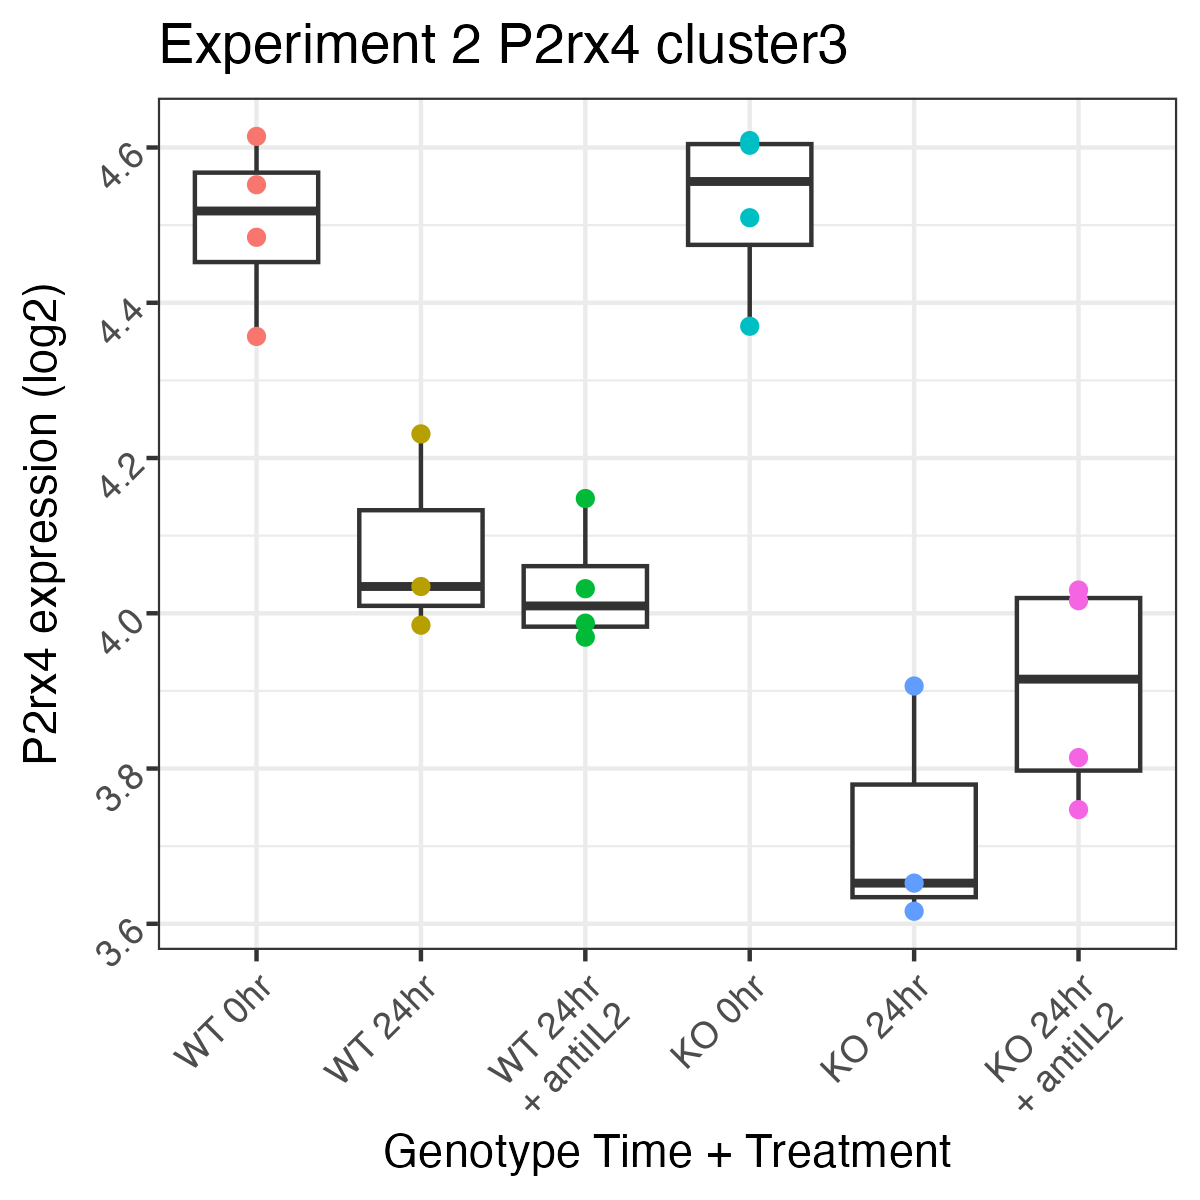 Experiment 2 P2rx4 cluster3
P2rx4 expression (log2)
4.6
4.4
4.2
4.0
3.8
3.6
WT 0hr
WT 24hr
WT 24hr
+ antiIL2
KO 0hr
KO 24hr
KO 24hr
+ antiIL2
Genotype Time + Treatment